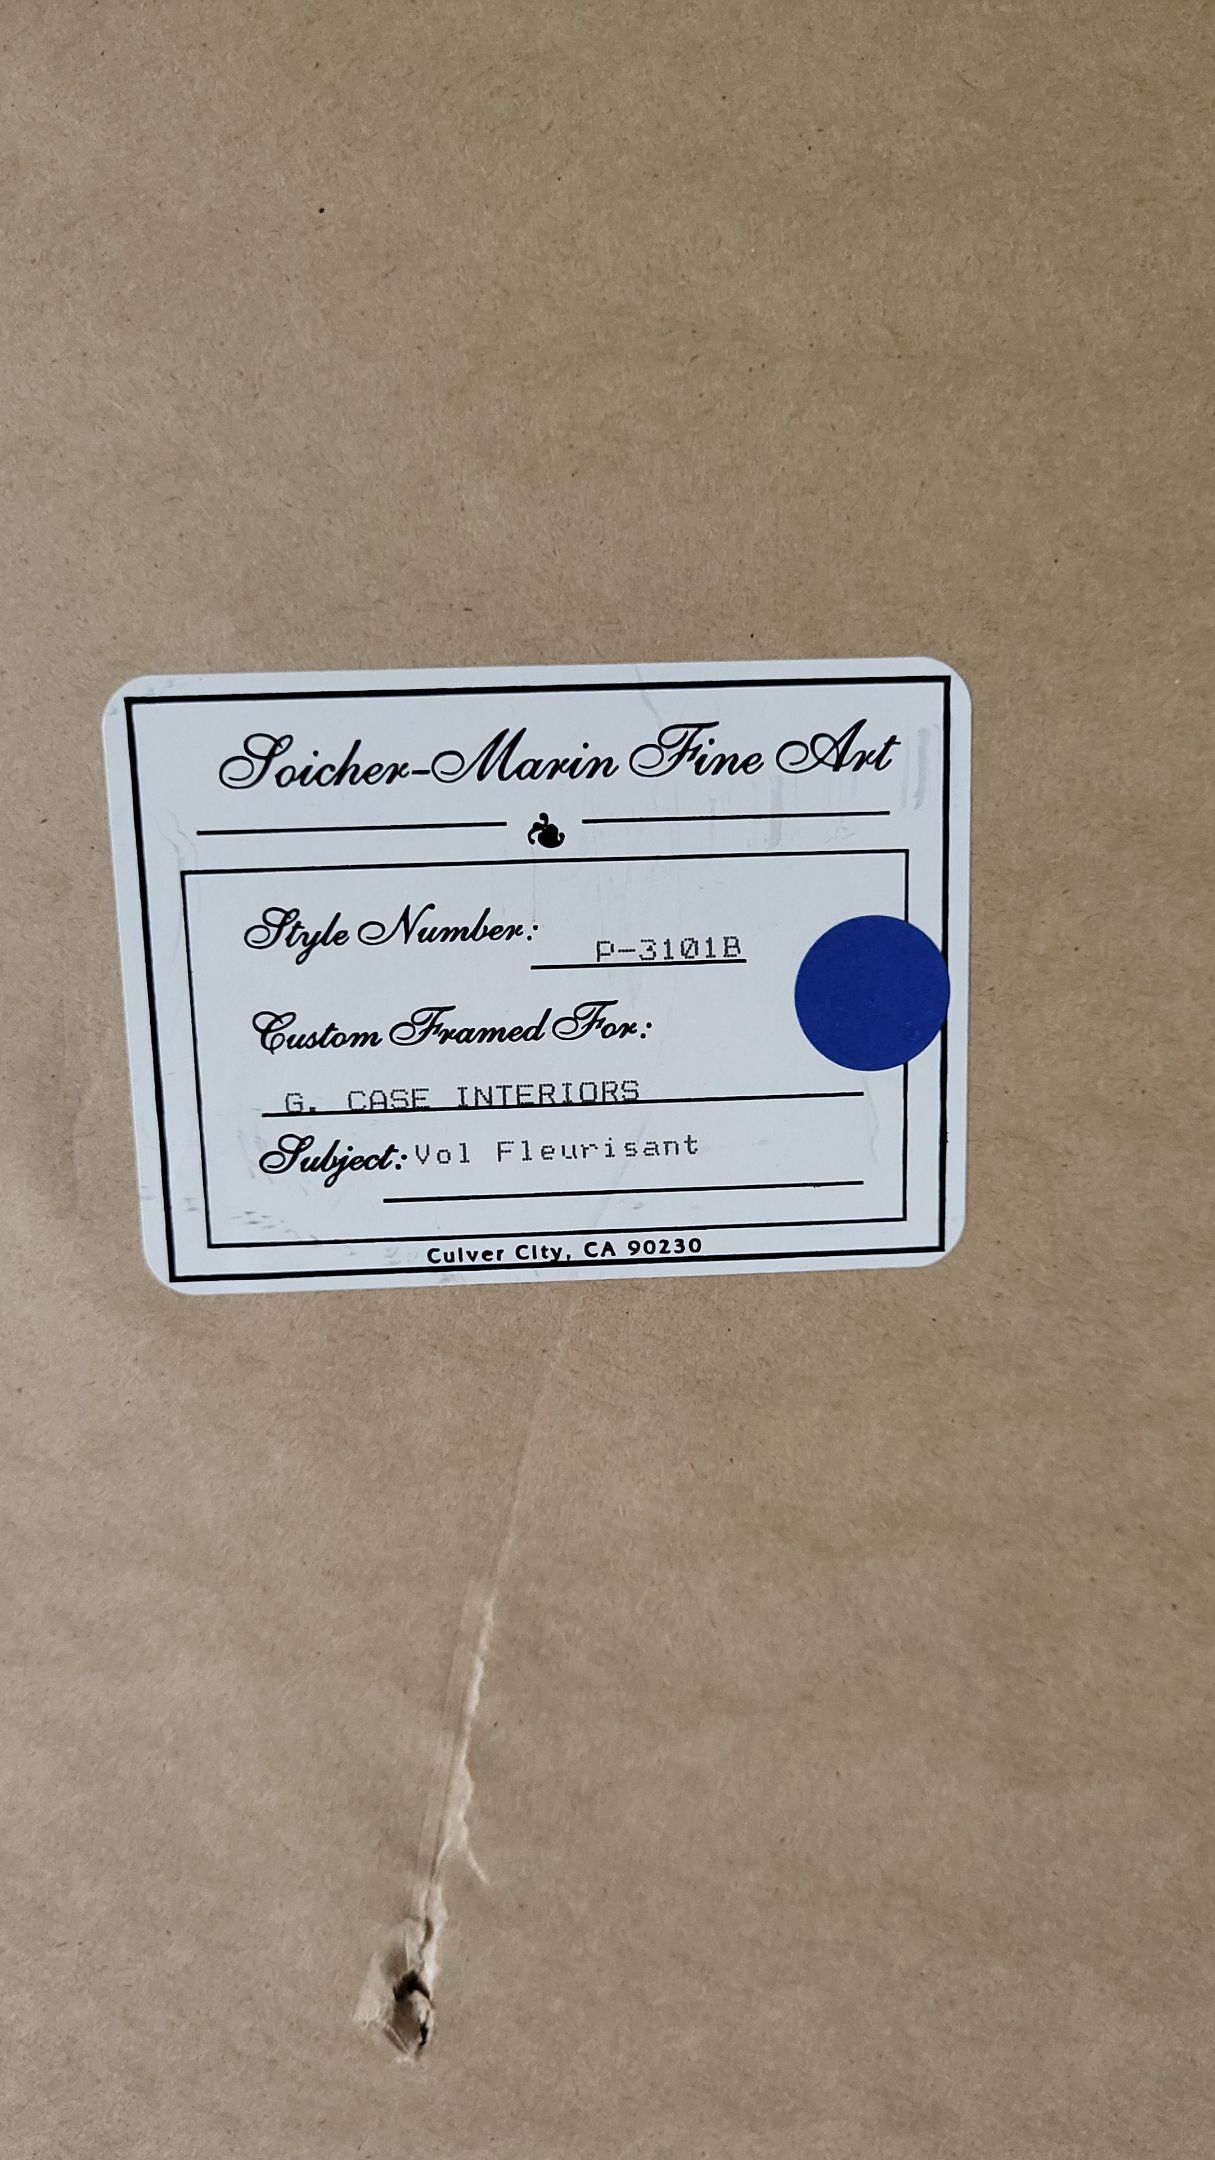 Soicher-Marin Fine Art
Style Number: P-3101B
Custom Framed For:
G. CASE INTERIORS
Subject: Vol Fleurisant
Culver City, CA 90230